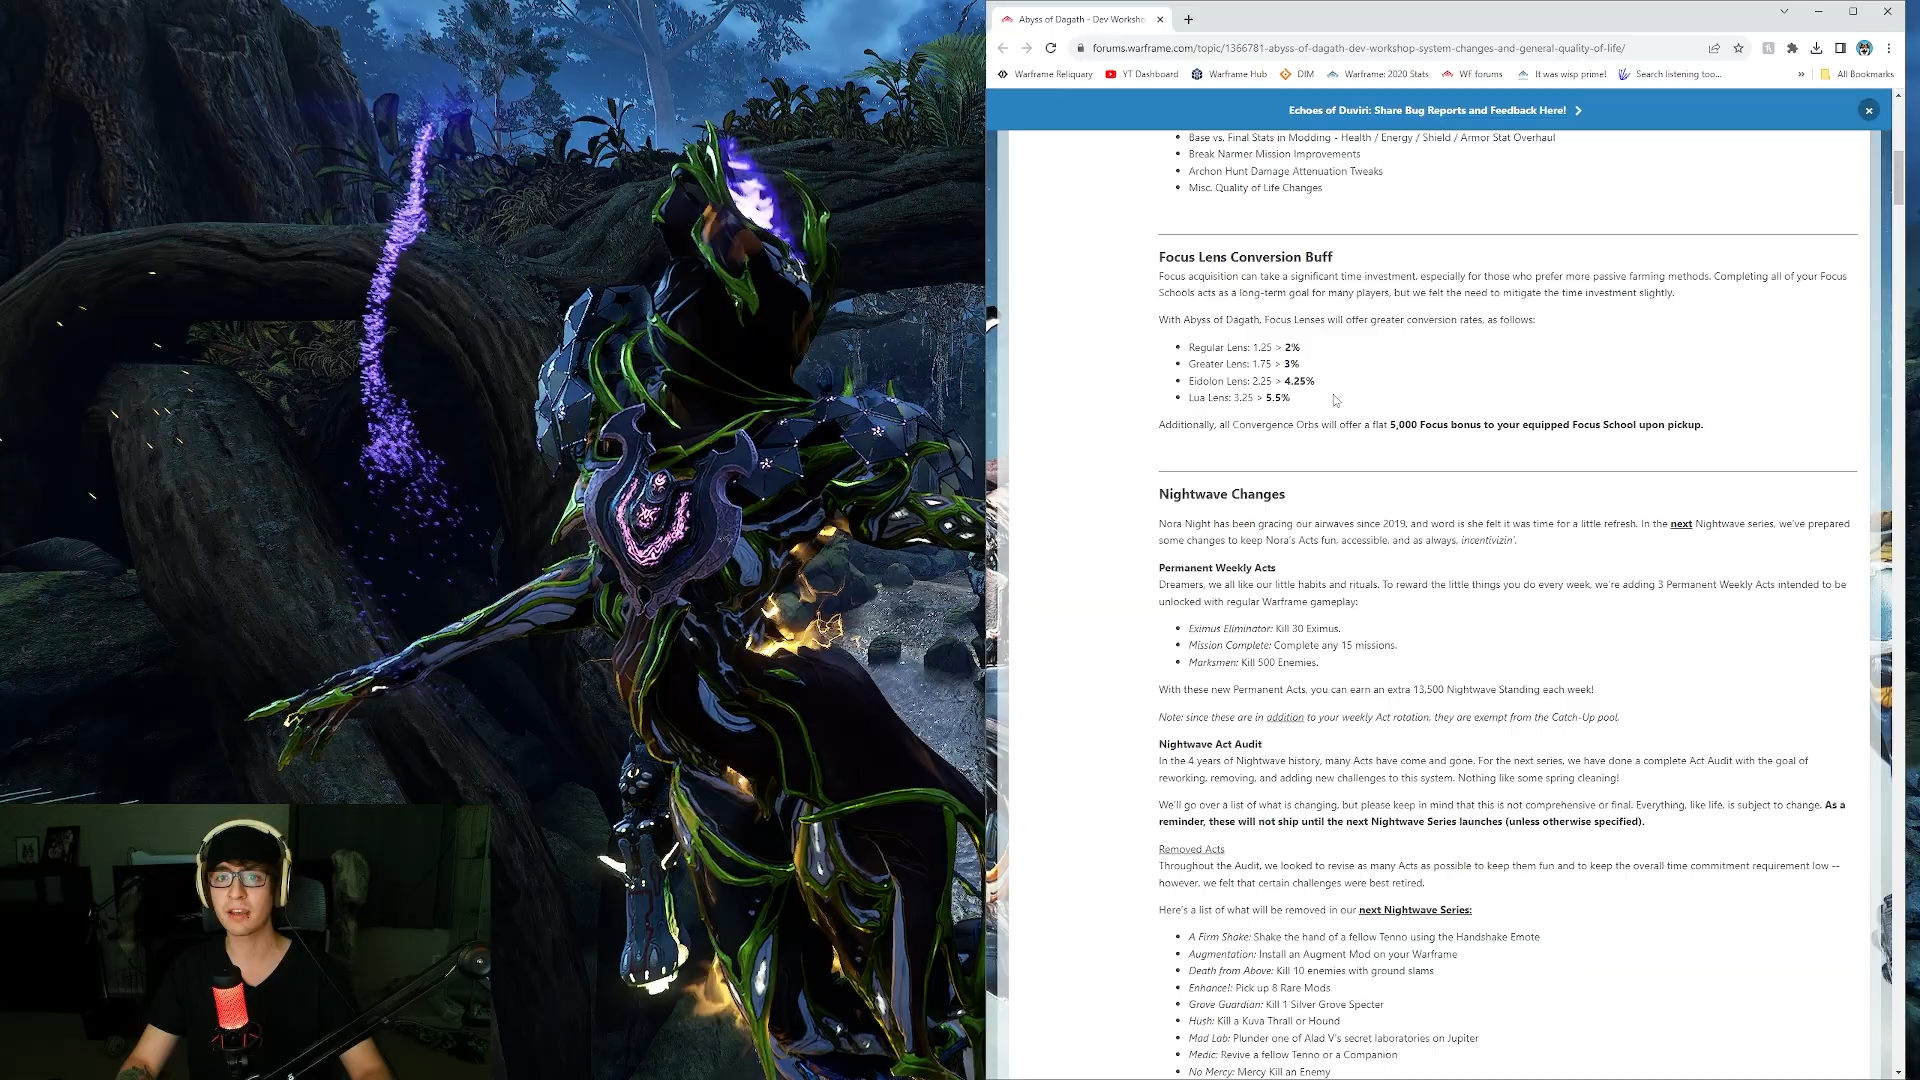 Abyss of Dagath - Dev Worksho
forums.warframe.com/topic/1366781-abyss-of-dagath-dev-workshop-system-changes-and-general-quality-of-life/
Warframe Reliquary YT Dashboard Warframe Hub DIM Warframe: 2020 Stats WF forums It was wisp prime! Search listening too... » All Bookmarks
Echoes of Duviri: Share Bug Reports and Feedback Here!
• Base vs. Final Stats in Modding - Health / Energy / Shield / Armor Stat Overhaul
• Break Narmer Mission Improvements
• Archon Hunt Damage Attenuation Tweaks
• Misc. Quality of Life Changes
Focus Lens Conversion Buff
Focus acquisition can take a significant time investment, especially for those who prefer more passive farming methods. Completing all of your Focus
Schools acts as a long-term goal for many players, but we felt the need to mitigate the time investment slightly.
With Abyss of Dagath, Focus Lenses will offer greater conversion rates, as follows:
• Regular Lens: 1.25 > 2%
• Greater Lens: 1.75 > 3%
• Eidolon Lens: 2.25 > 4.25%
• Lua Lens: 3.25 > 5.5%
Additionally, all Convergence Orbs will offer a flat 5,000 Focus bonus to your equipped Focus School upon pickup.
Nightwave Changes
Nora Night has been gracing our airwaves since 2019, and word is she felt it was time for a little refresh. In the next Nightwave series, we've prepared
some changes to keep Nora's Acts fun, accessible, and as always, incentivizin'.
Permanent Weekly Acts
Dreamers, we all like our little habits and rituals. To reward the little things you do every week, we're adding 3 Permanent Weekly Acts intended to be
unlocked with regular Warframe gameplay:
• Eximus Eliminator: Kill 30 Eximus.
• Mission Complete: Complete any 15 missions.
• Marksmen: Kill 500 Enemies.
With these new Permanent Acts, you can earn an extra 13,500 Nightwave Standing each week!
Note: since these are in addition to your weekly Act rotation, they are exempt from the Catch-Up pool.
Nightwave Act Audit
In the 4 years of Nightwave history, many Acts have come and gone. For the next series, we have done a complete Act Audit with the goal of
reworking, removing, and adding new challenges to this system. Nothing like some spring cleaning!
We'll go over a list of what is changing, but please keep in mind that this is not comprehensive or final. Everything, like life, is subject to change. As a
reminder, these will not ship until the next Nightwave Series launches (unless otherwise specified).
Removed Acts
Throughout the Audit, we looked to revise as many Acts as possible to keep them fun and to keep the overall time commitment requirement low --
however, we felt that certain challenges were best retired.
Here's a list of what will be removed in our next Nightwave Series:
• A Firm Shake: Shake the hand of a fellow Tenno using the Handshake Emote
• Augmentation: Install an Augment Mod on your Warframe
• Death from Above: Kill 10 enemies with ground slams
• Enhance!: Pick up 8 Rare Mods
• Grove Guardian: Kill 1 Silver Grove Specter
• Hush: Kill a Kuva Thrall or Hound
• Mad Lab: Plunder one of Alad V's secret laboratories on Jupiter
• Medic: Revive a fellow Tenno or a Companion
• No Mercy: Mercy Kill an Enemy